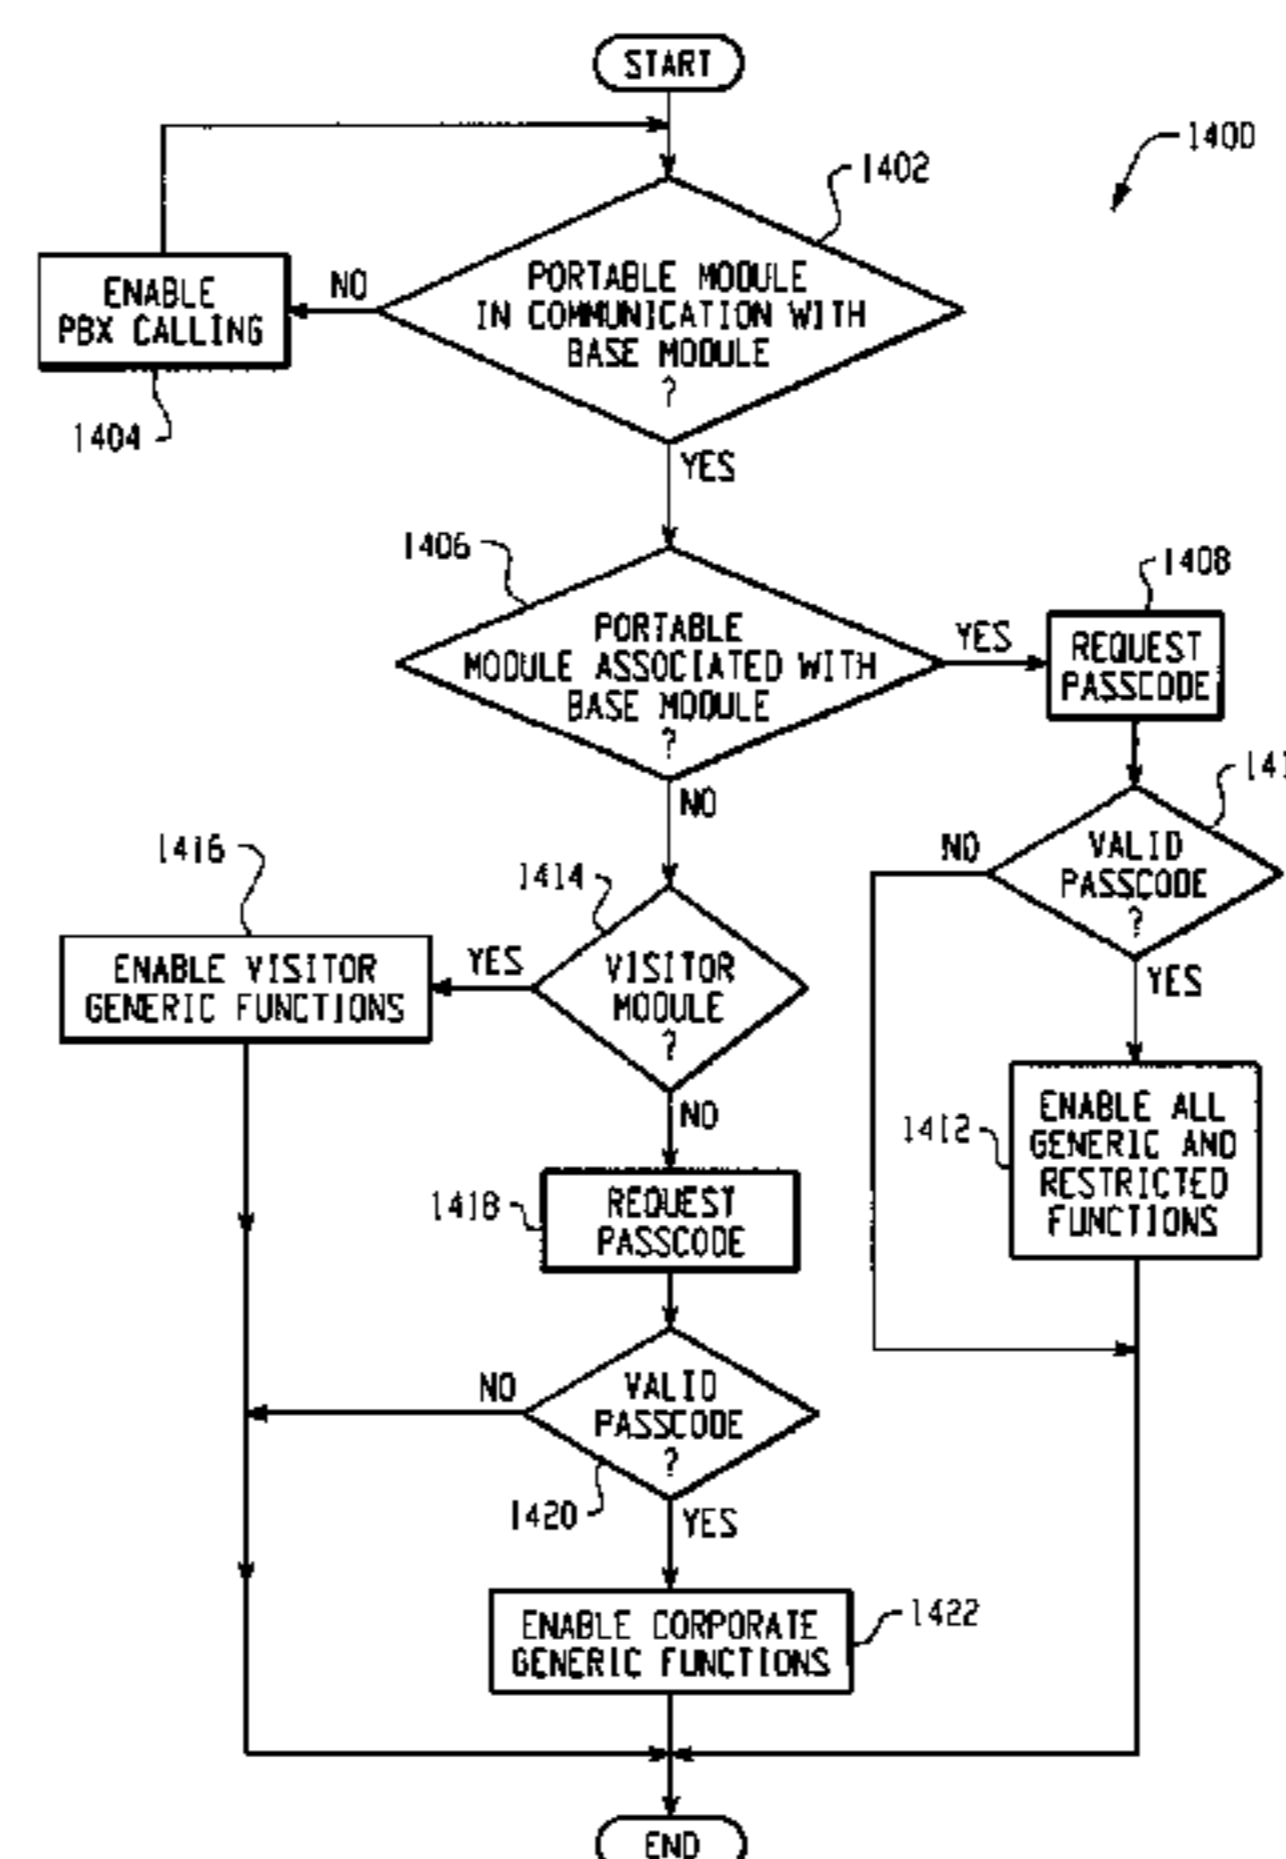 START
1400
1402
PORTABLE MODULE
IN COMMUNICATION WITH
BASE MODULE
?
NO
ENABLE
PBX CALLING
1404
YES
1406
PORTABLE
MODULE ASSOCIATED WITH
BASE MODULE
?
YES
1408
REQUEST
PASSCODE
NO
141
VALID
PASSCODE
?
NO
YES
1416
1414
ENABLE VISITOR
GENERIC FUNCTIONS
YES
VISITOR
MODULE
?
NO
1412
ENABLE ALL
GENERIC AND
RESTRICTED
FUNCTIONS
1418
REQUEST
PASSCODE
NO
VALID
PASSCODE
?
1420
YES
ENABLE CORPORATE
GENERIC FUNCTIONS
1422
END